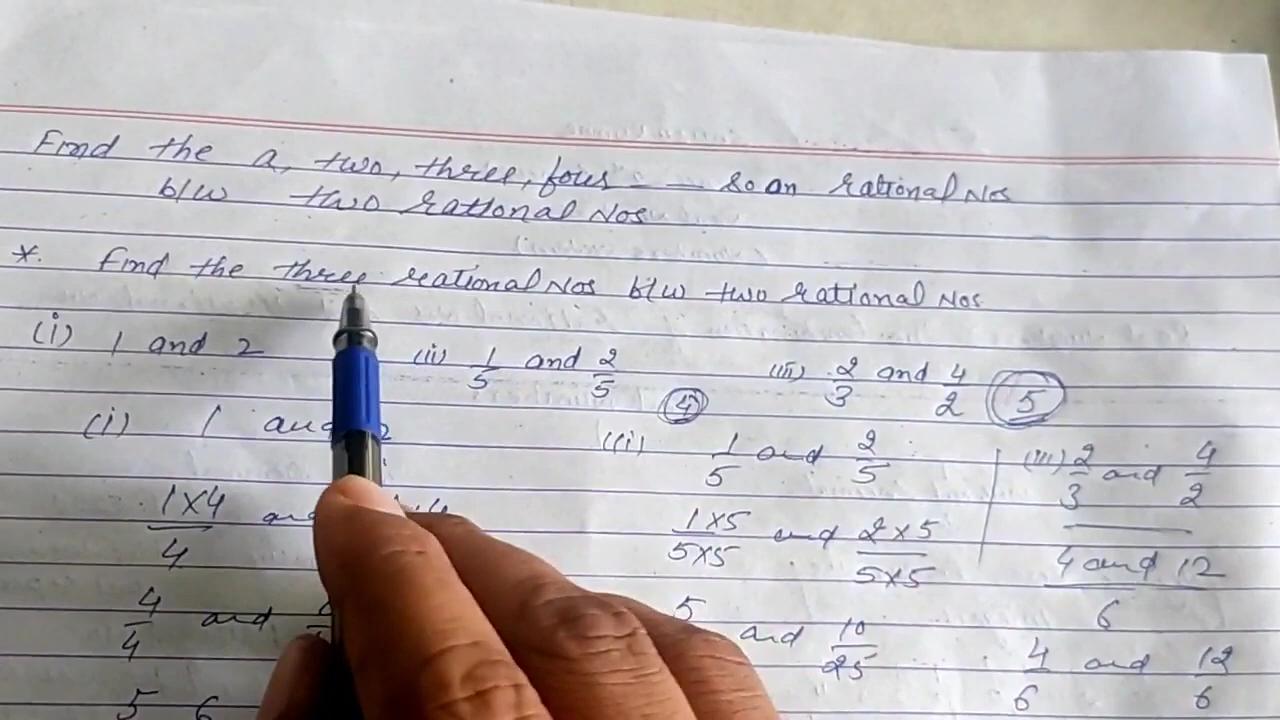 Find the a, two, three, four - - so on rational Nos
b/w two rational Nos
*. Find the three rational Nos b/w two rational Nos
(i) 1 and 2 (ii) 1/5 and 2/5 (iii) 2/3 and 4/2
(4) (5)
(i) 1 and 2 (ii) 1/5 and 2/5 (iii) 2/3 and 4/2
1×4/4 and 1×5/5×5 and 2×5/5×5 4 and 12/6
4/4 and 5 and 10/25 4/6 and 12/6
5 6